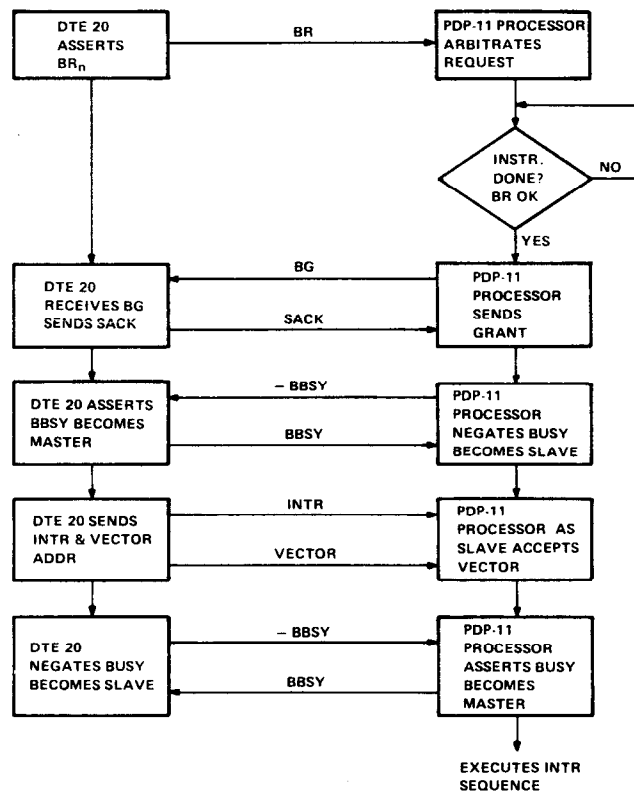 DTE 20
ASSERTS
BRn
BR
PDP-11 PROCESSOR
ARBITRATES
REQUEST
INSTR.
DONE?
BR OK
NO
YES
DTE 20
RECEIVES BG
SENDS SACK
BG
SACK
PDP-11
PROCESSOR
SENDS
GRANT
DTE 20 ASSERTS
BBSY BECOMES
MASTER
– BBSY
BBSY
PDP-11
PROCESSOR
NEGATES BUSY
BECOMES SLAVE
DTE 20 SENDS
INTR & VECTOR
ADDR
INTR
VECTOR
PDP-11
PROCESSOR AS
SLAVE ACCEPTS
VECTOR
DTE 20
NEGATES BUSY
BECOMES SLAVE
– BBSY
BBSY
PDP-11
PROCESSOR
ASSERTS BUSY
BECOMES
MASTER
EXECUTES INTR
SEQUENCE